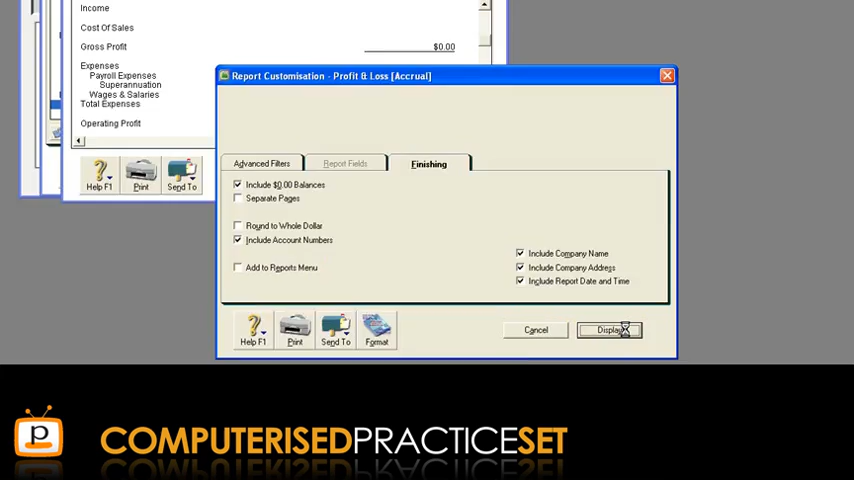 Income
Cost Of Sales
Gross Profit $0.00
Expenses
Payroll Expenses
Superannuation
Wages & Salaries
Total Expenses
Operating Profit
Help F1 Print Send To
Report Customisation - Profit & Loss [Accrual]
Advanced Filters Report Fields Finishing
Include $0.00 Balances
Separate Pages
Round to Whole Dollar
Include Account Numbers
Add to Reports Menu
Include Company Name
Include Company Address
Include Report Date and Time
Help F1 Print Send To Format
Cancel Display
p
COMPUTERISEDPRACTICESET